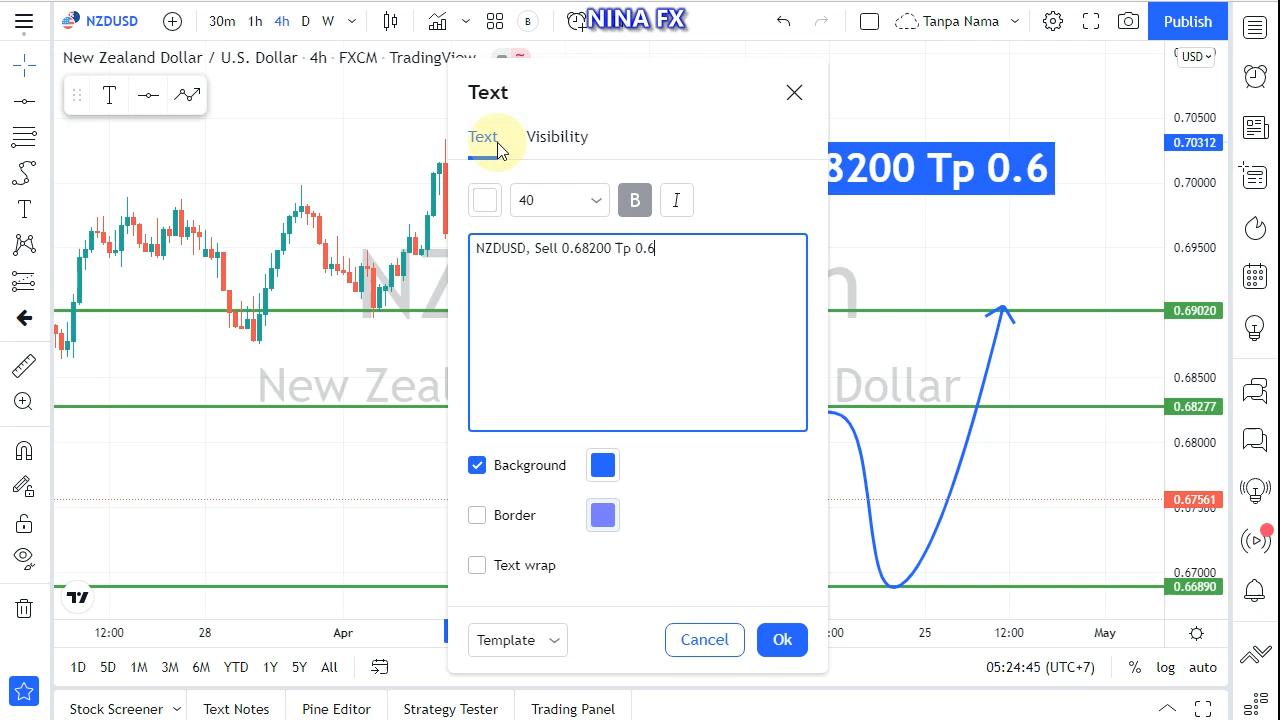 NZDUSD 30m 1h 4h D W B NINA FX Tanpa Nama Publish
New Zealand Dollar / U.S. Dollar · 4h · FXCM · TradingView
USD
Text
Text Visibility
40 B I
NZDUSD, Sell 0.68200 Tp 0.6
8200 Tp 0.6
Background
Border
Text wrap
Template Cancel Ok
0.70500
0.70312
0.70000
0.69500
0.69020
0.68500
0.68277
0.68000
0.67561
0.67000
0.66890
NZ
New Zeal
Dollar
12:00 28 Apr :00 25 12:00 May
1D 5D 1M 3M 6M YTD 1Y 5Y All 05:24:45 (UTC+7) % log auto
Stock Screener Text Notes Pine Editor Strategy Tester Trading Panel